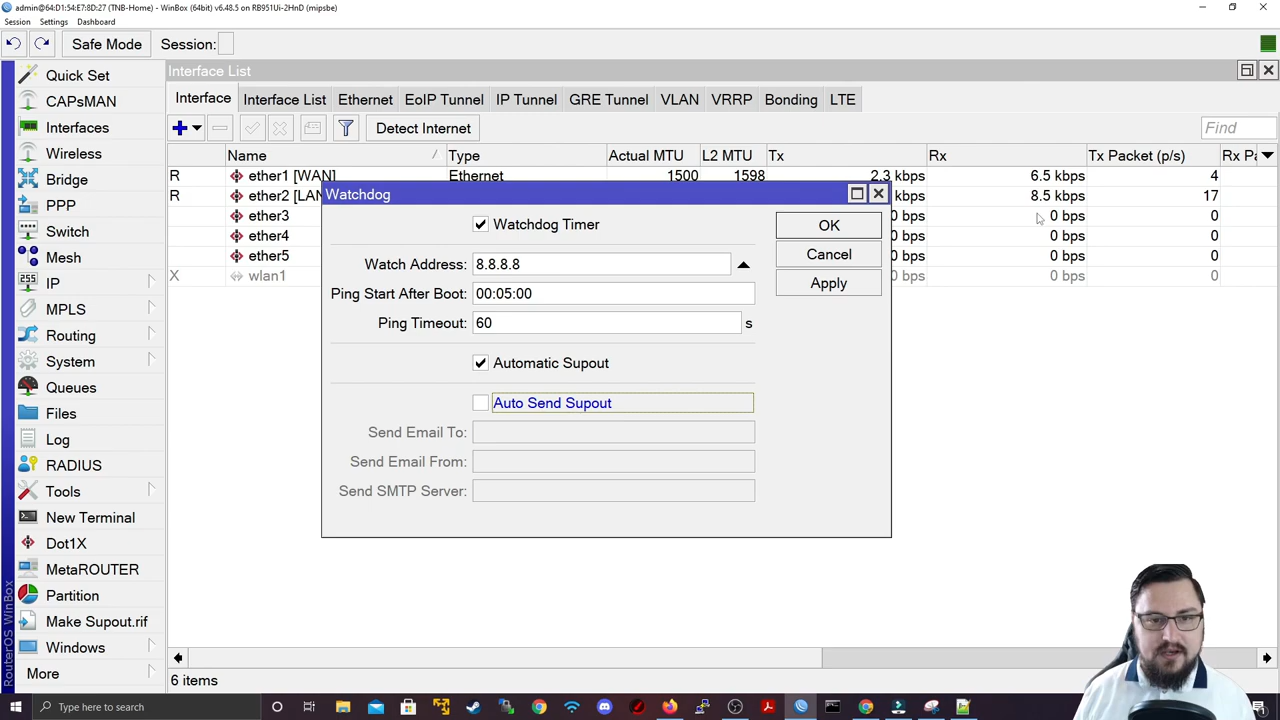 admin@64:D1:54:E7:8D:27 (TNB-Home) - WinBox (64bit) v6.48.5 on RB951Ui-2HnD (mipsbe)
Session Settings Dashboard
Safe Mode Session:
Quick Set
CAPsMAN
Interfaces
Wireless
Bridge
PPP
Switch
Mesh
IP
MPLS
Routing
System
Queues
Files
Log
RADIUS
Tools
New Terminal
Dot1X
MetaROUTER
Partition
Make Supout.rif
Windows
More
RouterOS WinBox
Interface List
Interface Interface List Ethernet EoIP Tunnel IP Tunnel GRE Tunnel VLAN VRRP Bonding LTE
Detect Internet Find
Name Type Actual MTU L2 MTU Tx Rx Tx Packet (p/s) Rx Pa
R ether1 [WAN] Ethernet 1500 1598 2.3 kbps 6.5 kbps 4
R ether2 [LAN kbps 8.5 kbps 17
ether3 0 bps 0 bps 0
ether4 0 bps 0 bps 0
ether5 0 bps 0 bps 0
X wlan1 0 bps 0 bps 0
Watchdog
Watchdog Timer
Watch Address: 8.8.8.8
Ping Start After Boot: 00:05:00
Ping Timeout: 60 s
Automatic Supout
Auto Send Supout
Send Email To:
Send Email From:
Send SMTP Server:
OK
Cancel
Apply
6 items
Type here to search